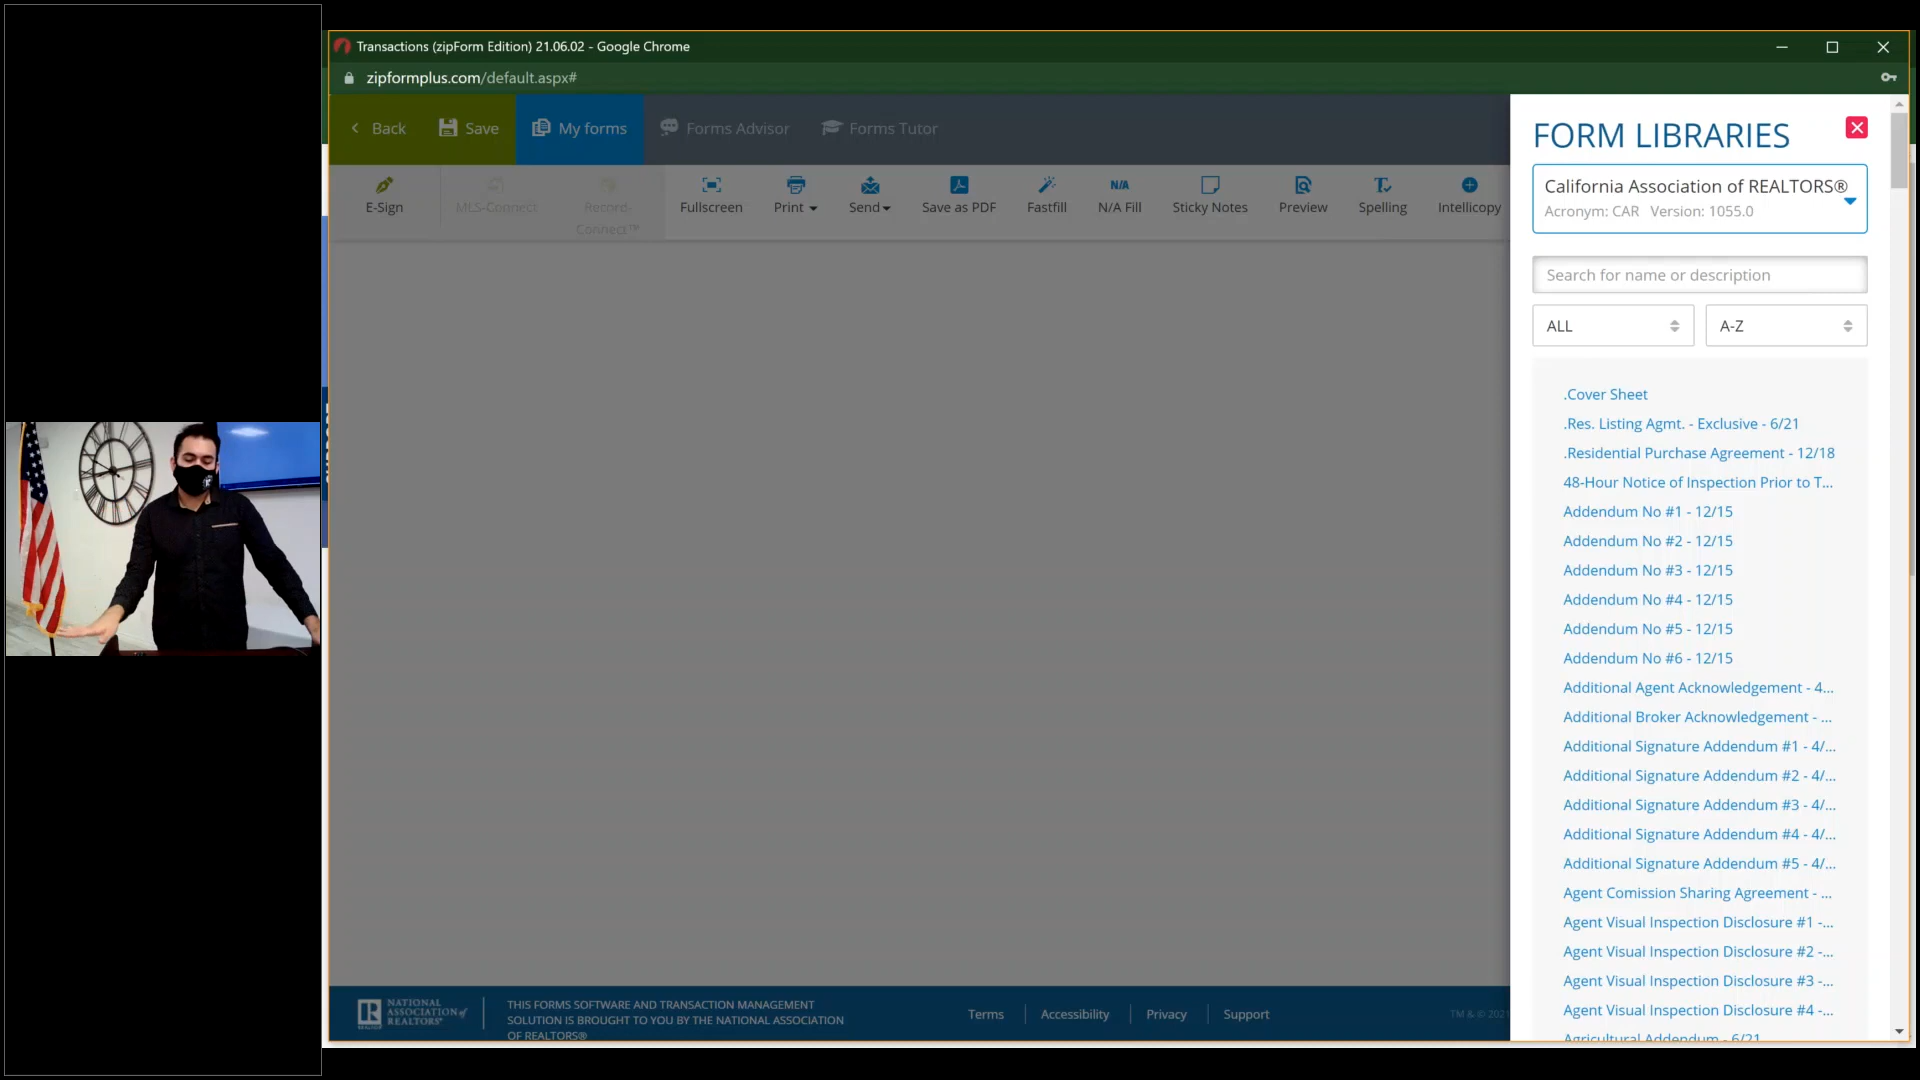 Transactions (zipForm Edition) 21.06.02 - Google Chrome
zipformplus.com/default.aspx#
Back
Save
My forms
Forms Advisor
Forms Tutor
E-Sign
MLS-Connect
Record-
Connect™
Fullscreen
Print
Send
Save as PDF
N/A
Fastfill
N/A Fill
Sticky Notes
Preview
Spelling
Intellicopy
FORM LIBRARIES
California Association of REALTORS®
Acronym: CAR Version: 1055.0
Search for name or description
ALL
A-Z
.Cover Sheet
.Res. Listing Agmt. - Exclusive - 6/21
.Residential Purchase Agreement - 12/18
48-Hour Notice of Inspection Prior to T...
Addendum No #1 - 12/15
Addendum No #2 - 12/15
Addendum No #3 - 12/15
Addendum No #4 - 12/15
Addendum No #5 - 12/15
Addendum No #6 - 12/15
Additional Agent Acknowledgement - 4...
Additional Broker Acknowledgement - ...
Additional Signature Addendum #1 - 4/...
Additional Signature Addendum #2 - 4/...
Additional Signature Addendum #3 - 4/...
Additional Signature Addendum #4 - 4/...
Additional Signature Addendum #5 - 4/...
Agent Comission Sharing Agreement - ...
Agent Visual Inspection Disclosure #1 -...
Agent Visual Inspection Disclosure #2 -...
Agent Visual Inspection Disclosure #3 -...
Agent Visual Inspection Disclosure #4 -...
Agricultural Addendum - 6/21
NATIONAL
ASSOCIATION of
REALTORS®
THIS FORMS SOFTWARE AND TRANSACTION MANAGEMENT
SOLUTION IS BROUGHT TO YOU BY THE NATIONAL ASSOCIATION
OF REALTORS®
Terms
Accessibility
Privacy
Support
TM & © 2021